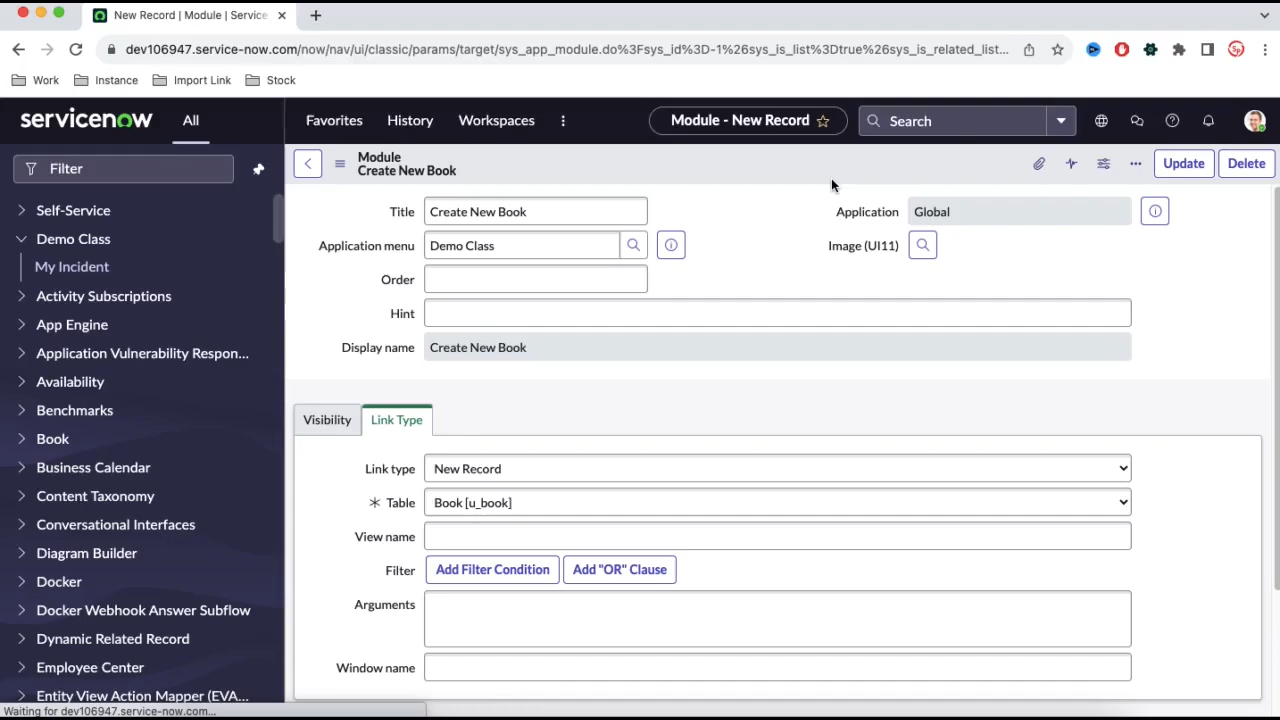 New Record | Module | Service
dev106947.service-now.com/now/nav/ui/classic/params/target/sys_app_module.do%3Fsys_id%3D-1%26sys_is_list%3Dtrue%26sys_is_related_list...
Work
Instance
Import Link
Stock
servicenow
All
Favorites
History
Workspaces
Module - New Record
Search
Filter
Self-Service
Demo Class
My Incident
Activity Subscriptions
App Engine
Application Vulnerability Respon...
Availability
Benchmarks
Book
Business Calendar
Content Taxonomy
Conversational Interfaces
Diagram Builder
Docker
Docker Webhook Answer Subflow
Dynamic Related Record
Employee Center
Entity View Action Mapper (EVA...
Waiting for dev106947.service-now.com...
Module
Create New Book
Update
Delete
Title
Create New Book
Application
Global
Application menu
Demo Class
Image (UI11)
Order
Hint
Display name
Create New Book
Visibility
Link Type
Link type
New Record
Table
Book [u_book]
View name
Filter
Add Filter Condition
Add "OR" Clause
Arguments
Window name